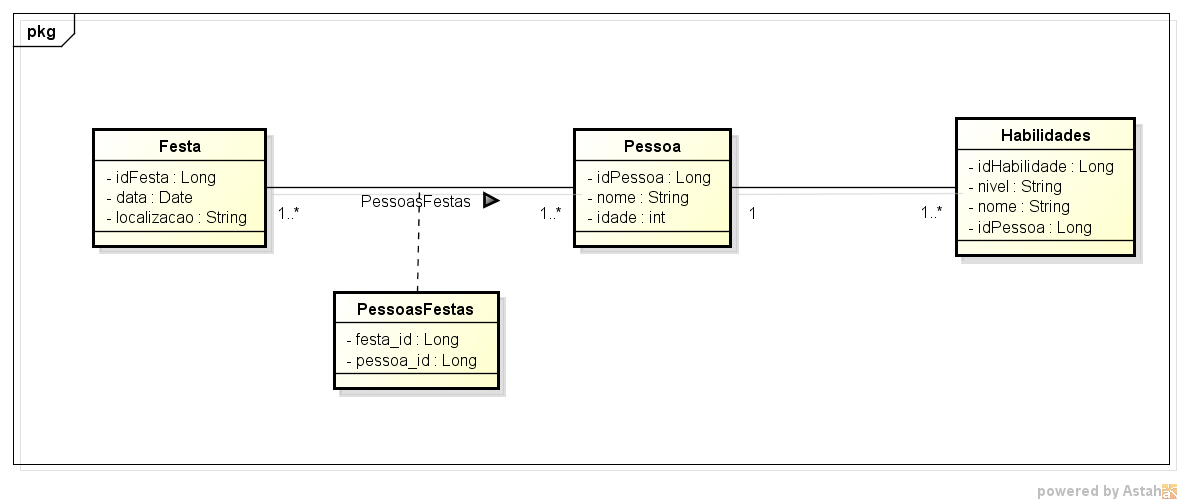 pkg
Festa
- idFesta : Long
- data : Date
- localizacao : String
1..*
PessoasFestas
1..*
Pessoa
- idPessoa : Long
- nome : String
- idade : int
1
1..*
Habilidades
- idHabilidade : Long
- nivel : String
- nome : String
- idPessoa : Long
PessoasFestas
- festa_id : Long
- pessoa_id : Long
powered by Astah